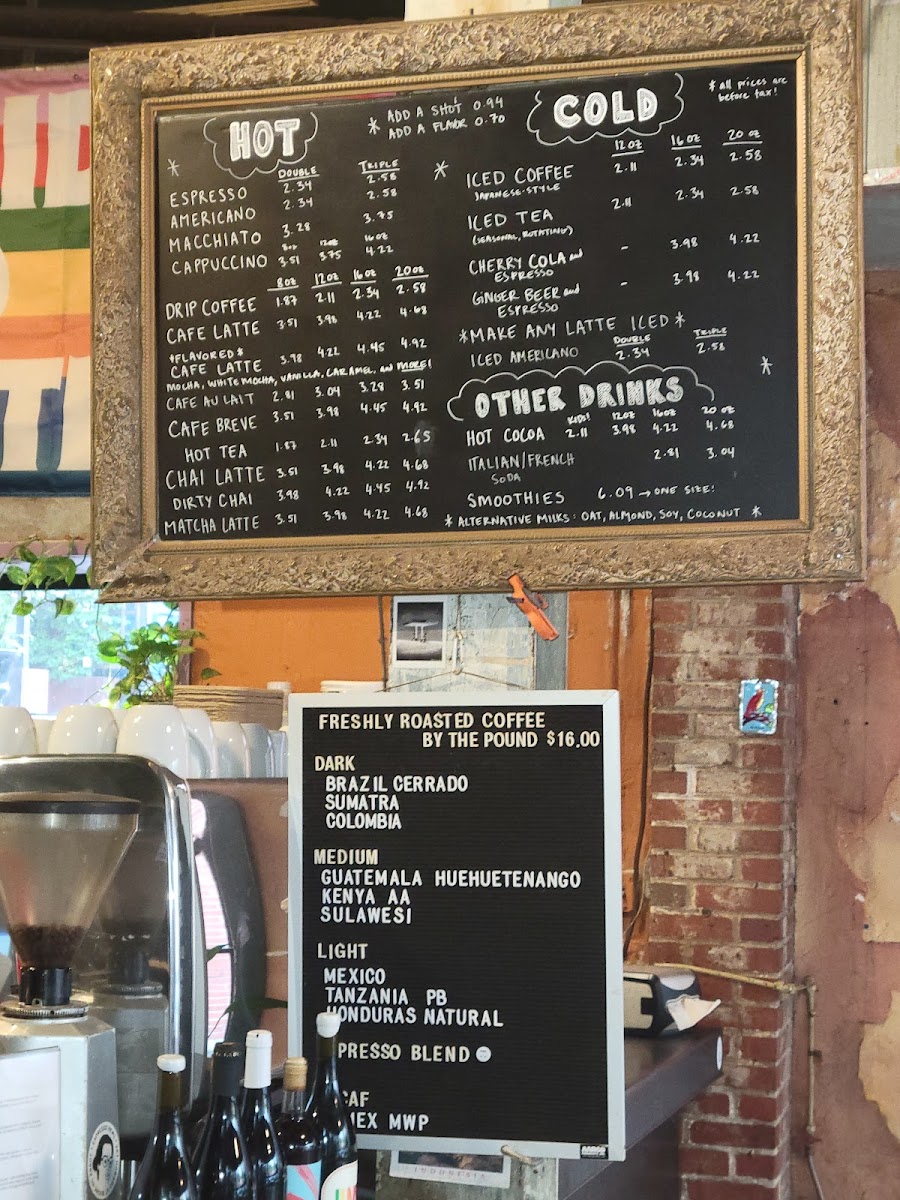 HOT
* ADD A SHOT 0.94
ADD A FLAVOR 0.70
DOUBLE TRIPLE
ESPRESSO 2.34 2.58
AMERICANO 2.34 2.58
MACCHIATO 3.28 3.75
8oz 12oz 16oz
CAPPUCCINO 3.51 3.75 4.22
8oz 12oz 16oz 20oz
DRIP COFFEE 1.87 2.11 2.34 2.58
CAFE LATTE 3.51 3.98 4.22 4.68
*FLAVORED*
CAFE LATTE 3.98 4.22 4.45 4.92
MOCHA, WHITE MOCHA, VANILLA, CARAMEL, and MORE!
CAFE AU LAIT 2.81 3.04 3.28 3.51
CAFE BREVE 3.51 3.98 4.45 4.92
HOT TEA 1.87 2.11 2.34 2.65
CHAI LATTE 3.51 3.98 4.22 4.68
DIRTY CHAI 3.98 4.22 4.45 4.92
MATCHA LATTE 3.51 3.98 4.22 4.68
COLD
* all prices are
before tax!
12oz 16oz 20oz
ICED COFFEE 2.11 2.34 2.58
JAPANESE-STYLE
ICED TEA 2.11 2.34 2.58
(SEASONAL, ROTATING)
CHERRY COLA and - 3.98 4.22
ESPRESSO
GINGER BEER and - 3.98 4.22
ESPRESSO
*MAKE ANY LATTE ICED*
DOUBLE TRIPLE
ICED AMERICANO 2.34 2.58
OTHER DRINKS
KIDS! 12oz 16oz 20oz
HOT COCOA 2.11 3.98 4.22 4.68
ITALIAN/FRENCH 2.81 3.04
SODA
SMOOTHIES 6.09 → ONE SIZE!
* ALTERNATIVE MILKS: OAT, ALMOND, SOY, COCONUT *
FRESHLY ROASTED COFFEE
BY THE POUND $16.00
DARK
BRAZIL CERRADO
SUMATRA
COLOMBIA
MEDIUM
GUATEMALA HUEHUETENANGO
KENYA AA
SULAWESI
LIGHT
MEXICO
TANZANIA PB
HONDURAS NATURAL
PRESSO BLEND
CAF
MEX MWP
INDONESIA